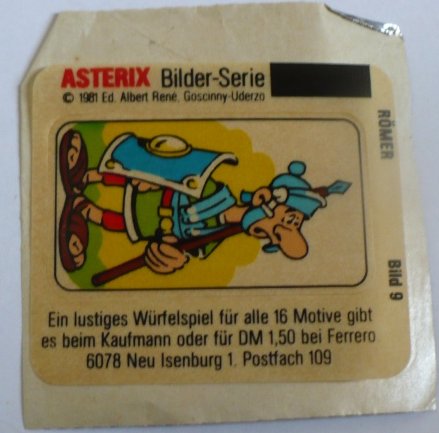 ASTERIX Bilder-Serie
© 1981 Ed. Albert René, Goscinny-Uderzo
RÖMER
Bild 9
Ein lustiges Würfelspiel für alle 16 Motive gibt
es beim Kaufmann oder für DM 1,50 bei Ferrero
6078 Neu Isenburg 1. Postfach 109